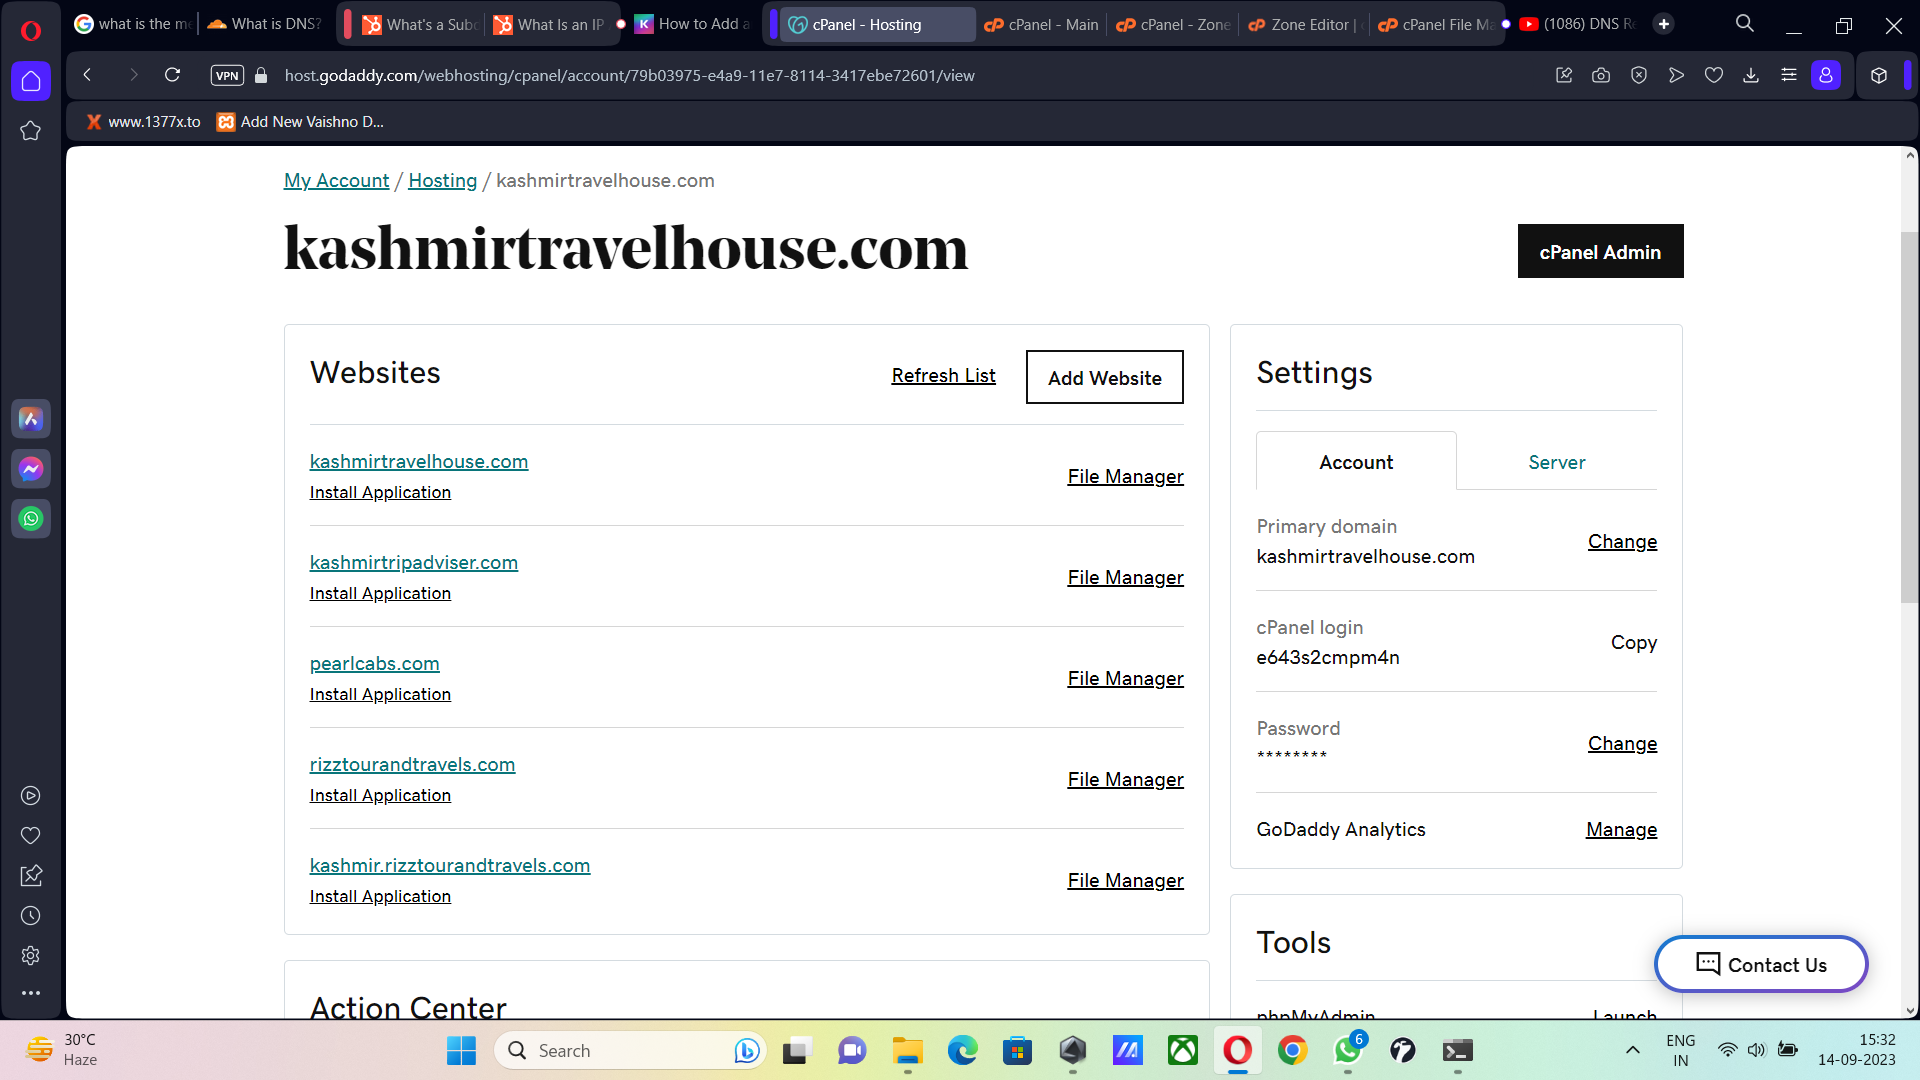 what is the me
What is DNS?
What's a Subd
What Is an IP
How to Add a
cPanel - Hosting
cPanel - Main
cPanel - Zone
Zone Editor |
cPanel File Ma
(1086) DNS Re
VPN
host.godaddy.com/webhosting/cpanel/account/79b03975-e4a9-11e7-8114-3417ebe72601/view
www.1377x.to
Add New Vaishno D...
My Account / Hosting / kashmirtravelhouse.com
kashmirtravelhouse.com
cPanel Admin
Websites
Refresh List
Add Website
kashmirtravelhouse.com
Install Application
File Manager
kashmirtripadviser.com
Install Application
File Manager
pearlcabs.com
Install Application
File Manager
rizztourandtravels.com
Install Application
File Manager
kashmir.rizztourandtravels.com
Install Application
File Manager
Action Center
Settings
Account
Server
Primary domain
kashmirtravelhouse.com
Change
cPanel login
e643s2cmpm4n
Copy
Password
********
Change
GoDaddy Analytics
Manage
Tools
phpMyAdmin
Launch
Contact Us
30°C
Haze
Search
6
ENG
IN
15:32
14-09-2023